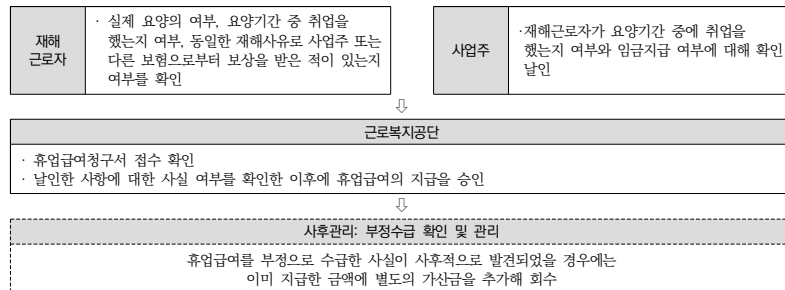 재해
근로자
· 실제 요양의 여부, 요양기간 중 취업을
했는지 여부, 동일한 재해사유로 사업주 또는
다른 보험으로부터 보상을 받은 적이 있는지
여부를 확인
사업주
·재해근로자가 요양기간 중에 취업을
했는지 여부와 임금지급 여부에 대해 확인
날인
⇩
근로복지공단
· 휴업급여청구서 접수 확인
· 날인한 사항에 대한 사실 여부를 확인한 이후에 휴업급여의 지급을 승인
⇩
사후관리: 부정수급 확인 및 관리
휴업급여를 부정으로 수급한 사실이 사후적으로 발견되었을 경우에는
이미 지급한 금액에 별도의 가산금을 추가해 회수